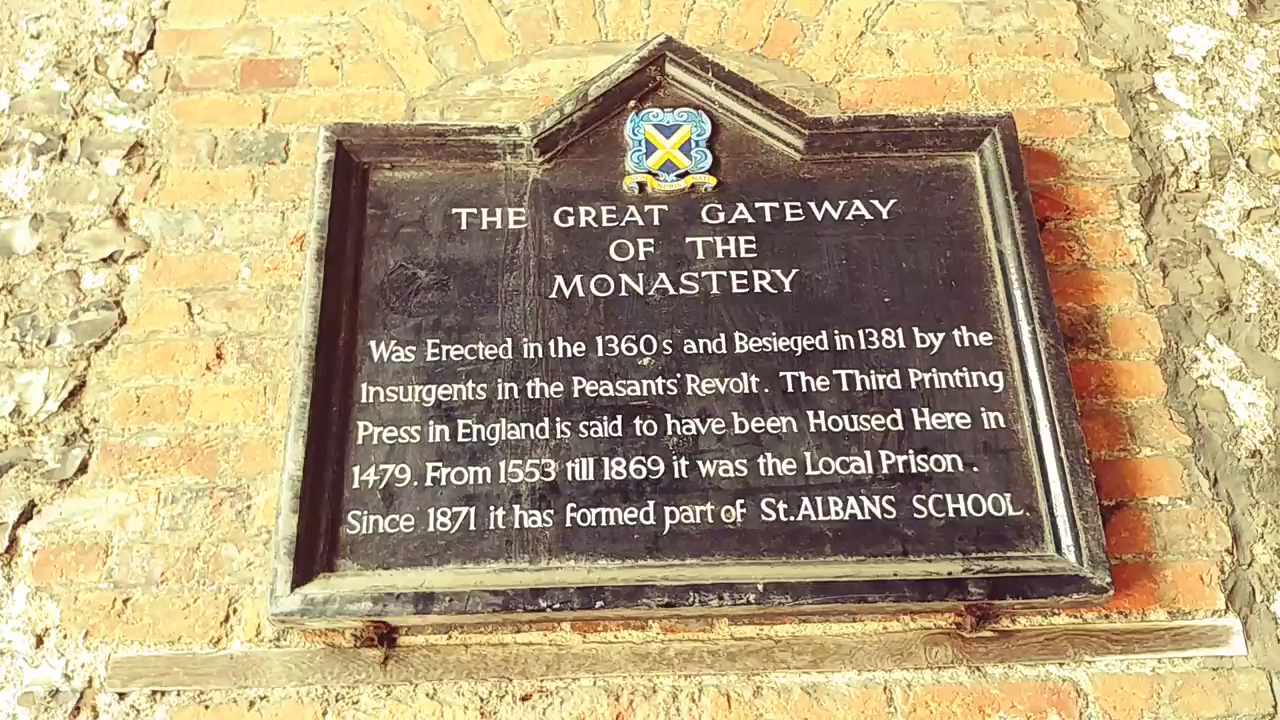 THE GREAT GATEWAY
OF THE
MONASTERY
Was Erected in the 1360s and Besieged in 1381 by the
Insurgents in the Peasants' Revolt. The Third Printing
Press in England is said to have been Housed Here in
1479. From 1553 till 1869 it was the Local Prison.
Since 1871 it has formed part of St. ALBANS SCHOOL.